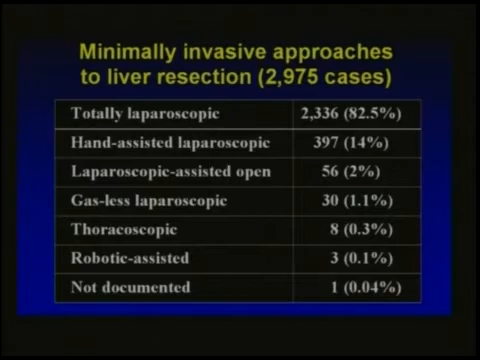 Minimally invasive approaches
to liver resection (2,975 cases)
Totally laparoscopic 2,336 (82.5%)
Hand-assisted laparoscopic 397 (14%)
Laparoscopic-assisted open 56 (2%)
Gas-less laparoscopic 30 (1.1%)
Thoracoscopic 8 (0.3%)
Robotic-assisted 3 (0.1%)
Not documented 1 (0.04%)